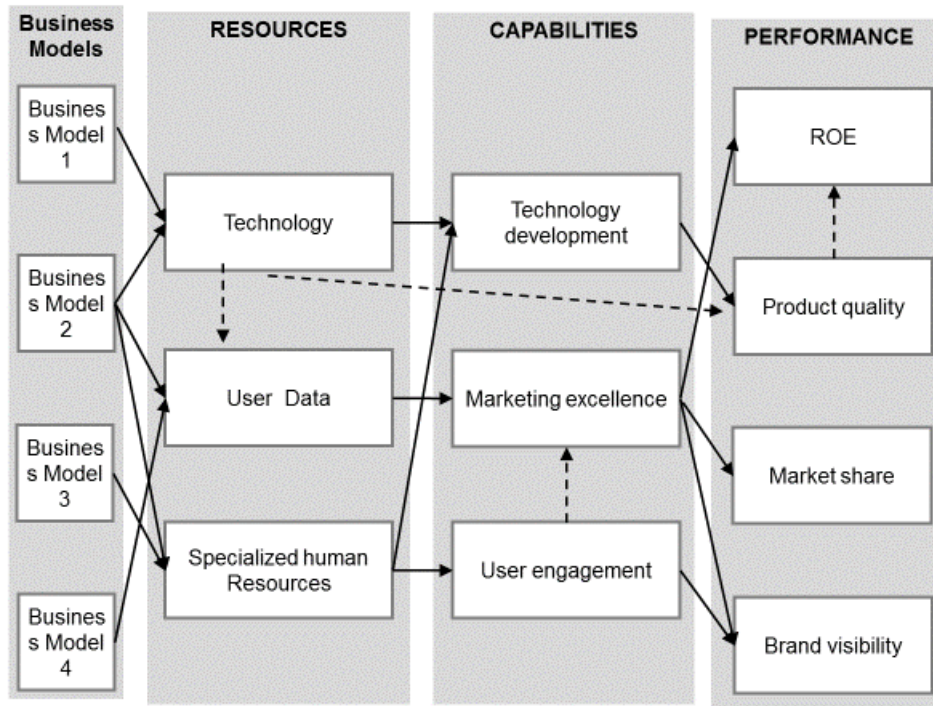 Business
Models
RESOURCES
CAPABILITIES
PERFORMANCE
Busines
s Model
1
Busines
s Model
2
Busines
s Model
3
Busines
s Model
4
Technology
User Data
Specialized human
Resources
Technology
development
Marketing excellence
User engagement
ROE
Product quality
Market share
Brand visibility